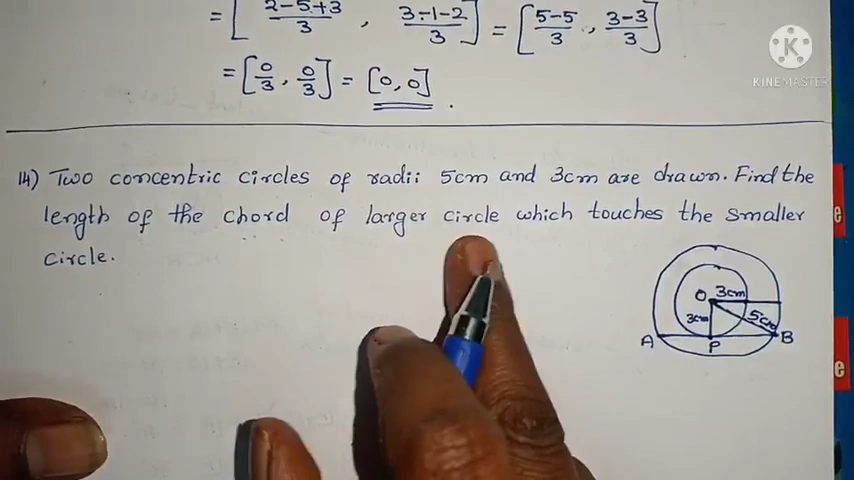 = [ 2-5+3/3 , 3-1-2/3 ] = [ 5-5/3 , 3-3/3 ]
= [ 0/3 , 0/3 ] = [0, 0] .
KINEMASTER
14) Two concentric circles of radii 5cm and 3cm are drawn. Find the
length of the chord of larger circle which touches the smaller
circle.
O 3cm
3cm 5cm
A P B